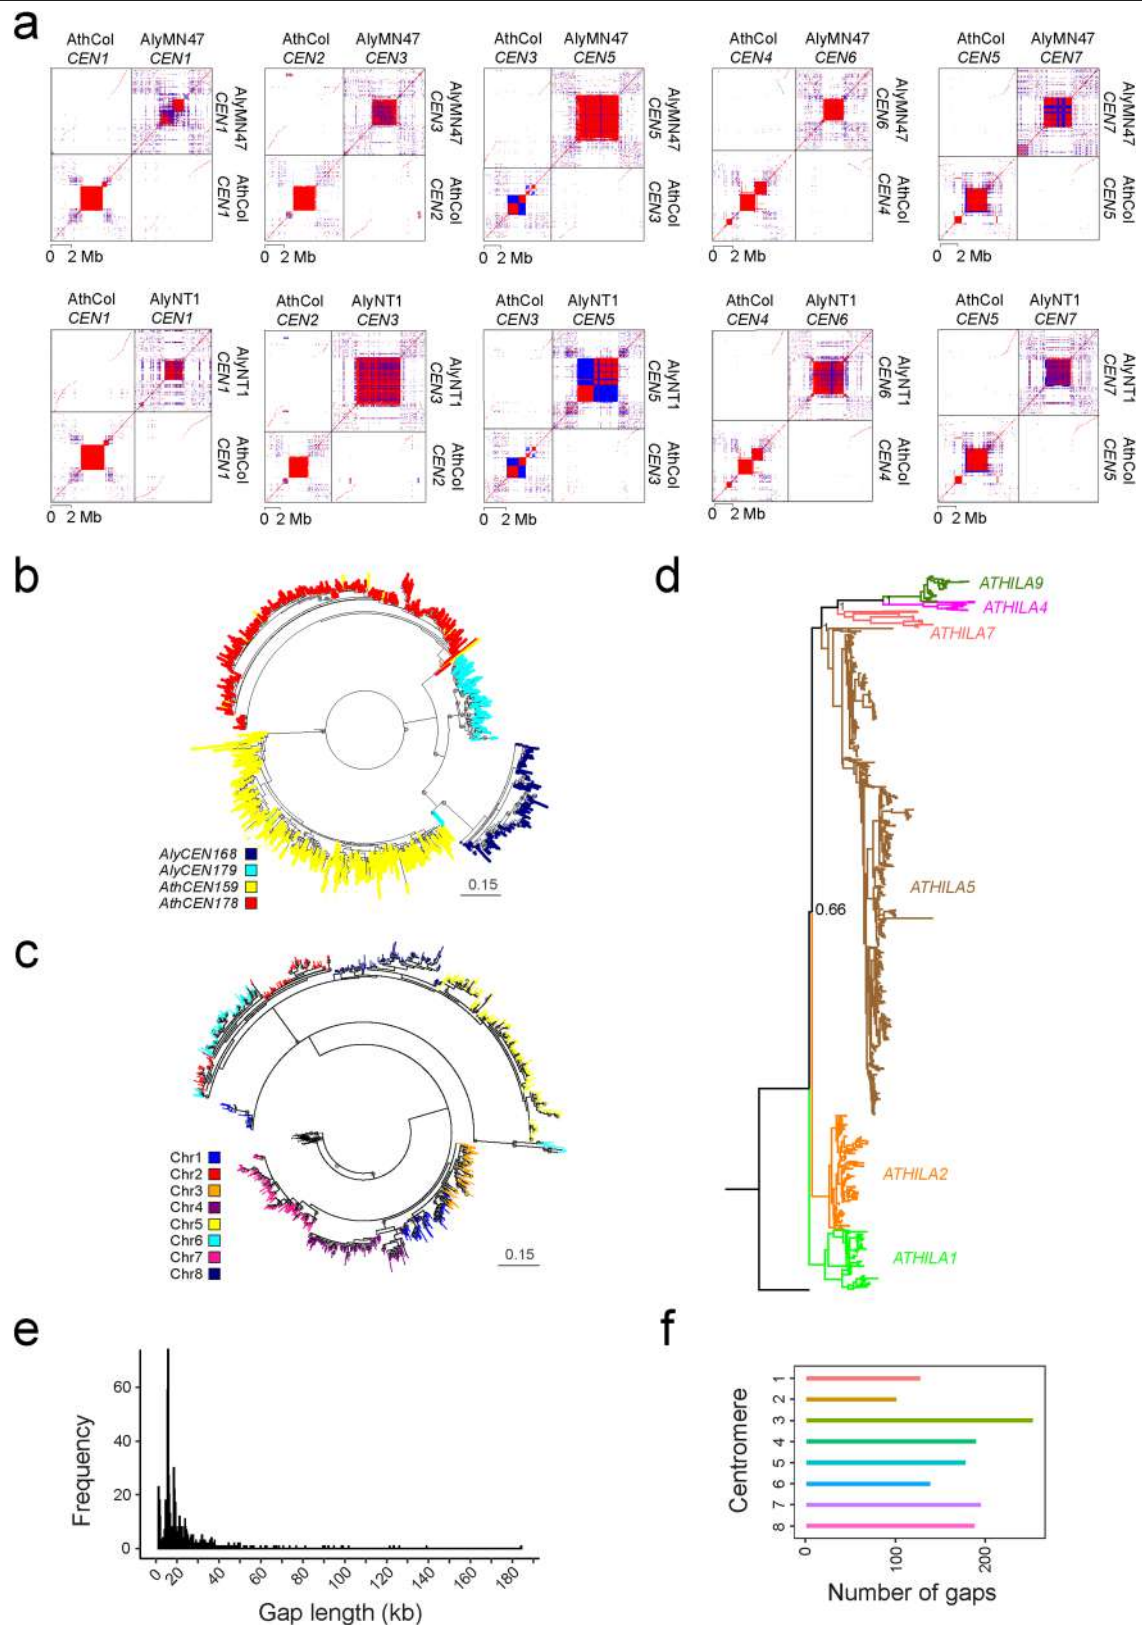 a
AthCol AlyMN47
CEN1 CEN1
AlyMN47
CEN1
AthCol
CEN1
0 2 Mb
AthCol AlyMN47
CEN2 CEN3
AlyMN47
CEN3
AthCol
CEN2
0 2 Mb
AthCol AlyMN47
CEN3 CEN5
AlyMN47
CEN5
AthCol
CEN3
0 2 Mb
AthCol AlyMN47
CEN4 CEN6
AlyMN47
CEN6
AthCol
CEN4
0 2 Mb
AthCol AlyMN47
CEN5 CEN7
AlyMN47
CEN7
AthCol
CEN5
0 2 Mb
AthCol AlyNT1
CEN1 CEN1
AlyNT1
CEN1
AthCol
CEN1
0 2 Mb
AthCol AlyNT1
CEN2 CEN3
AlyNT1
CEN3
AthCol
CEN2
0 2 Mb
AthCol AlyNT1
CEN3 CEN5
AlyNT1
CEN5
AthCol
CEN3
0 2 Mb
AthCol AlyNT1
CEN4 CEN6
AlyNT1
CEN6
AthCol
CEN4
0 2 Mb
AthCol AlyNT1
CEN5 CEN7
AlyNT1
CEN7
AthCol
CEN5
0 2 Mb
b
AlyCEN168
AlyCEN179
AthCEN159
AthCEN178
0.15
c
Chr1
Chr2
Chr3
Chr4
Chr5
Chr6
Chr7
Chr8
0.15
d
ATHILA9
ATHILA4
ATHILA7
ATHILA5
0.66
ATHILA2
ATHILA1
e
Frequency
60
40
20
0
0 20 40 60 80 100 120 140 160 180
Gap length (kb)
f
Centromere
1
2
3
4
5
6
7
8
0 100 200
Number of gaps